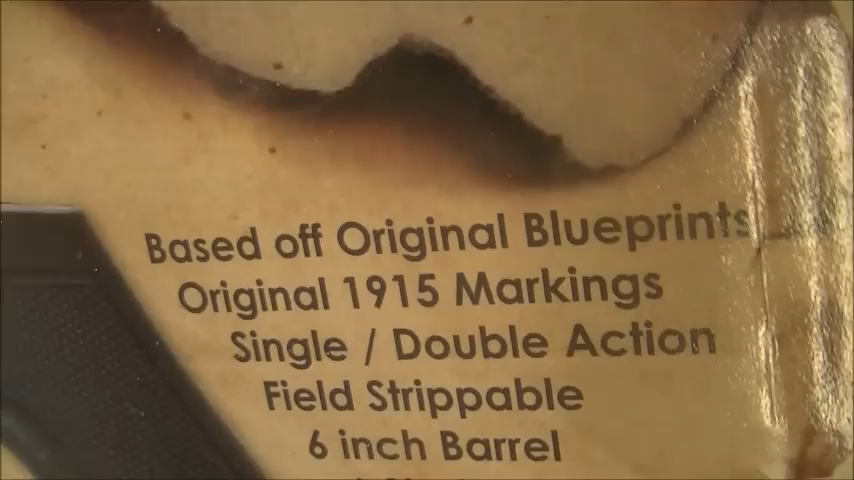 Based off Original Blueprints
Original 1915 Markings
Single / Double Action
Field Strippable
6 inch Barrel